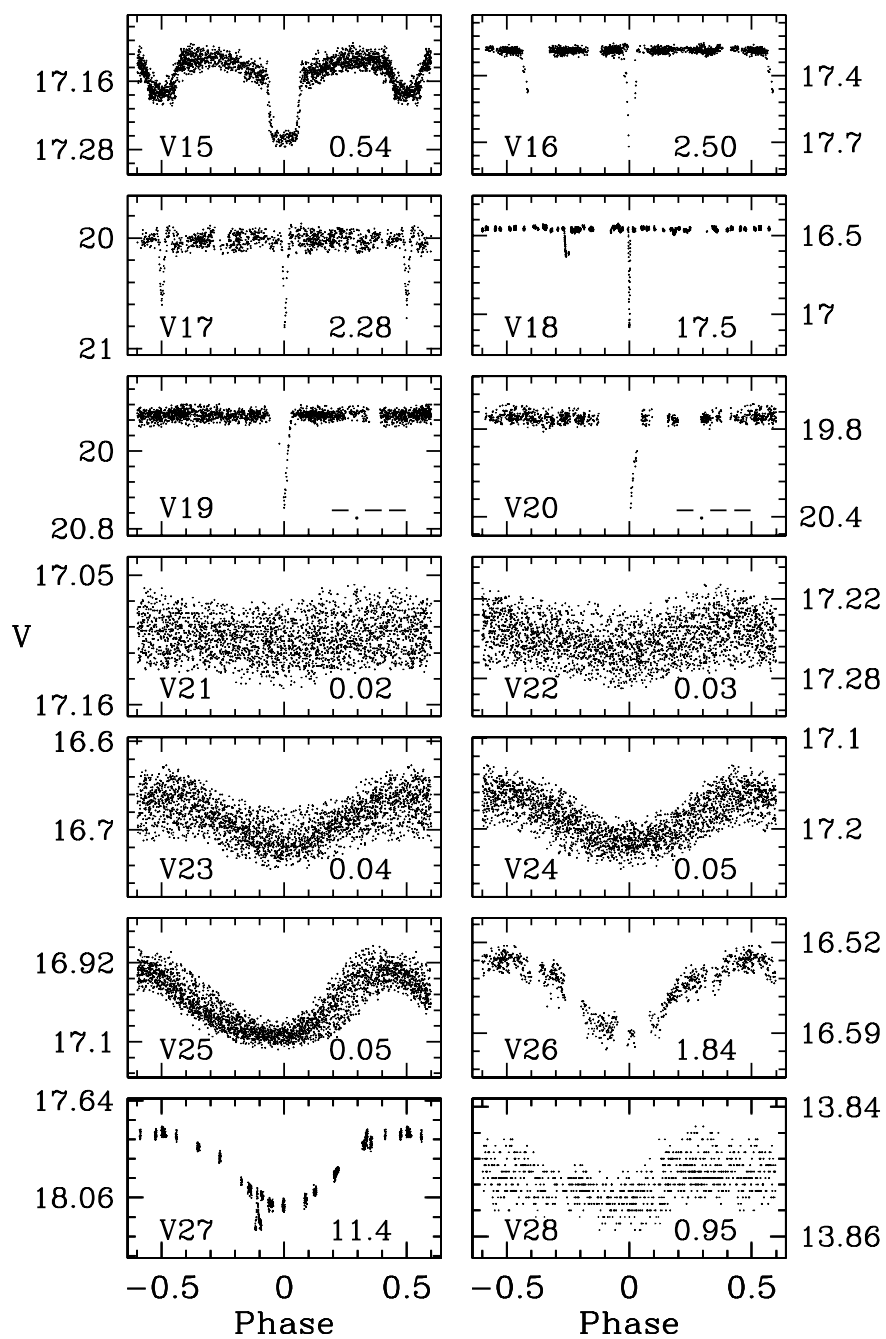 17.16
17.28
V15 0.54
V16 2.50
17.4
17.7
20
21
V17 2.28
V18 17.5
16.5
17
20
20.8
V19 _._ _
V20 _._ _
19.8
20.4
V
17.05
17.16
V21 0.02
V22 0.03
17.22
17.28
16.6
16.7
V23 0.04
V24 0.05
17.1
17.2
16.92
17.1
V25 0.05
V26 1.84
16.52
16.59
17.64
18.06
V27 11.4
V28 0.95
13.84
13.86
−0.5 0 0.5
−0.5 0 0.5
Phase
Phase